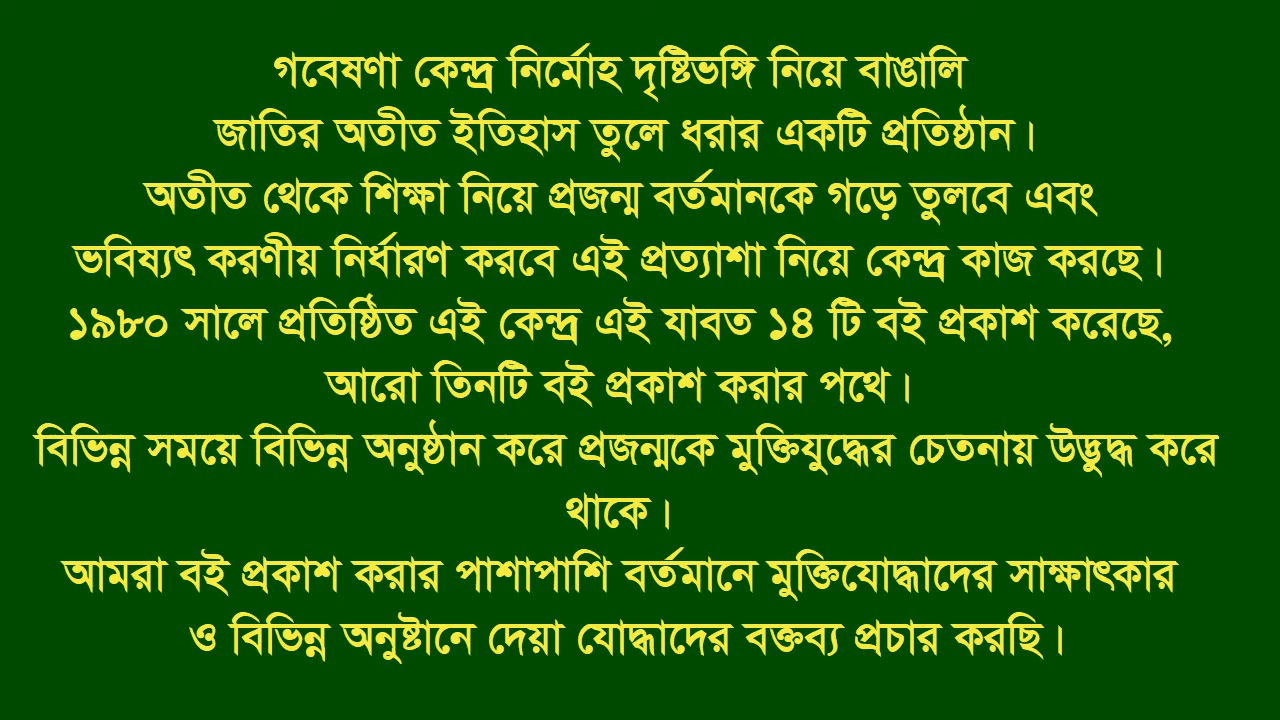 গবেষণা কেন্দ্র নির্মোহ দৃষ্টিভঙ্গি নিয়ে বাঙালি
জাতির অতীত ইতিহাস তুলে ধরার একটি প্রতিষ্ঠান।
অতীত থেকে শিক্ষা নিয়ে প্রজন্ম বর্তমানকে গড়ে তুলবে এবং
ভবিষ্যৎ করণীয় নির্ধারণ করবে এই প্রত্যাশা নিয়ে কেন্দ্র কাজ করছে।
১৯৮০ সালে প্রতিষ্ঠিত এই কেন্দ্র এই যাবত ১৪ টি বই প্রকাশ করেছে,
আরো তিনটি বই প্রকাশ করার পথে।
বিভিন্ন সময়ে বিভিন্ন অনুষ্ঠান করে প্রজন্মকে মুক্তিযুদ্ধের চেতনায় উদ্ভুদ্ধ করে
থাকে।
আমরা বই প্রকাশ করার পাশাপাশি বর্তমানে মুক্তিযোদ্ধাদের সাক্ষাৎকার
ও বিভিন্ন অনুষ্টানে দেয়া যোদ্ধাদের বক্তব্য প্রচার করছি।